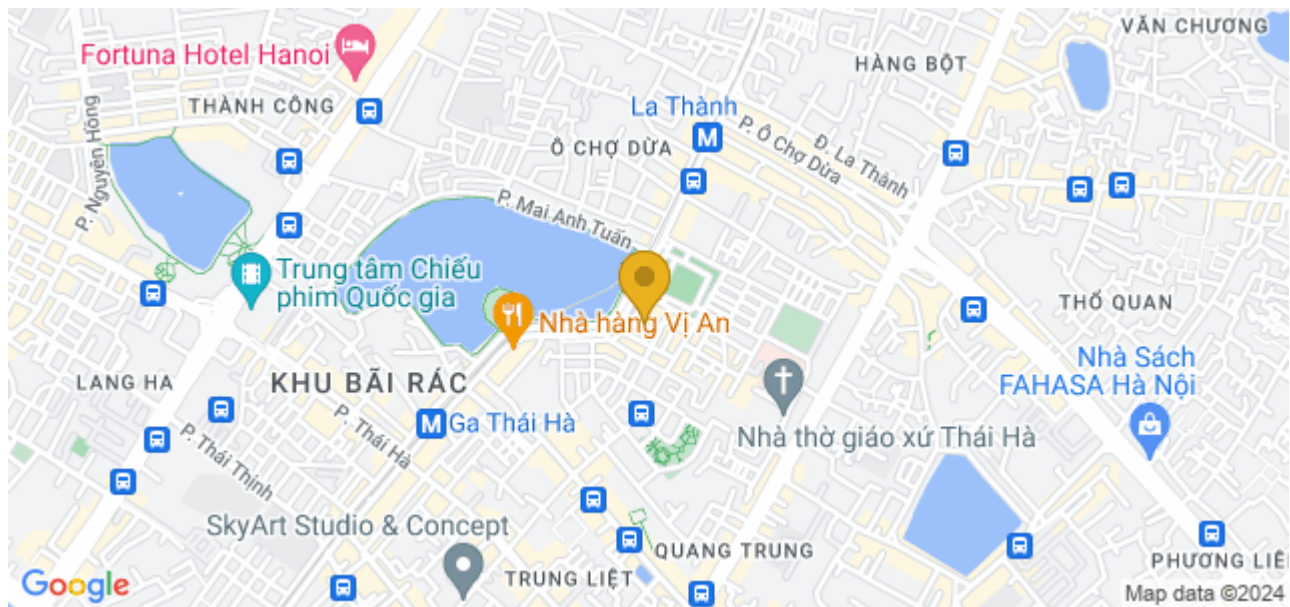 VĂN CHƯƠNG
Fortuna Hotel Hanoi
HÀNG BỘT
THÀNH CÔNG
La Thành
M
P. Nguyên Hồng
Ô CHỢ DỪA
P. Ô Chợ Dừa
Đ. La Thành
P. Mai Anh Tuấn
Trung tâm Chiếu
phim Quốc gia
THỔ QUAN
Nhà hàng Vị An
Nhà Sách
FAHASA Hà Nội
LANG HA
KHU BÃI RÁC
M
Ga Thái Hà
P. Thái Hà
Nhà thờ giáo xứ Thái Hà
P. Thái Thịnh
SkyArt Studio & Concept
QUANG TRUNG
PHƯƠNG LIÊ
TRUNG LIỆT
Google
Map data ©2024